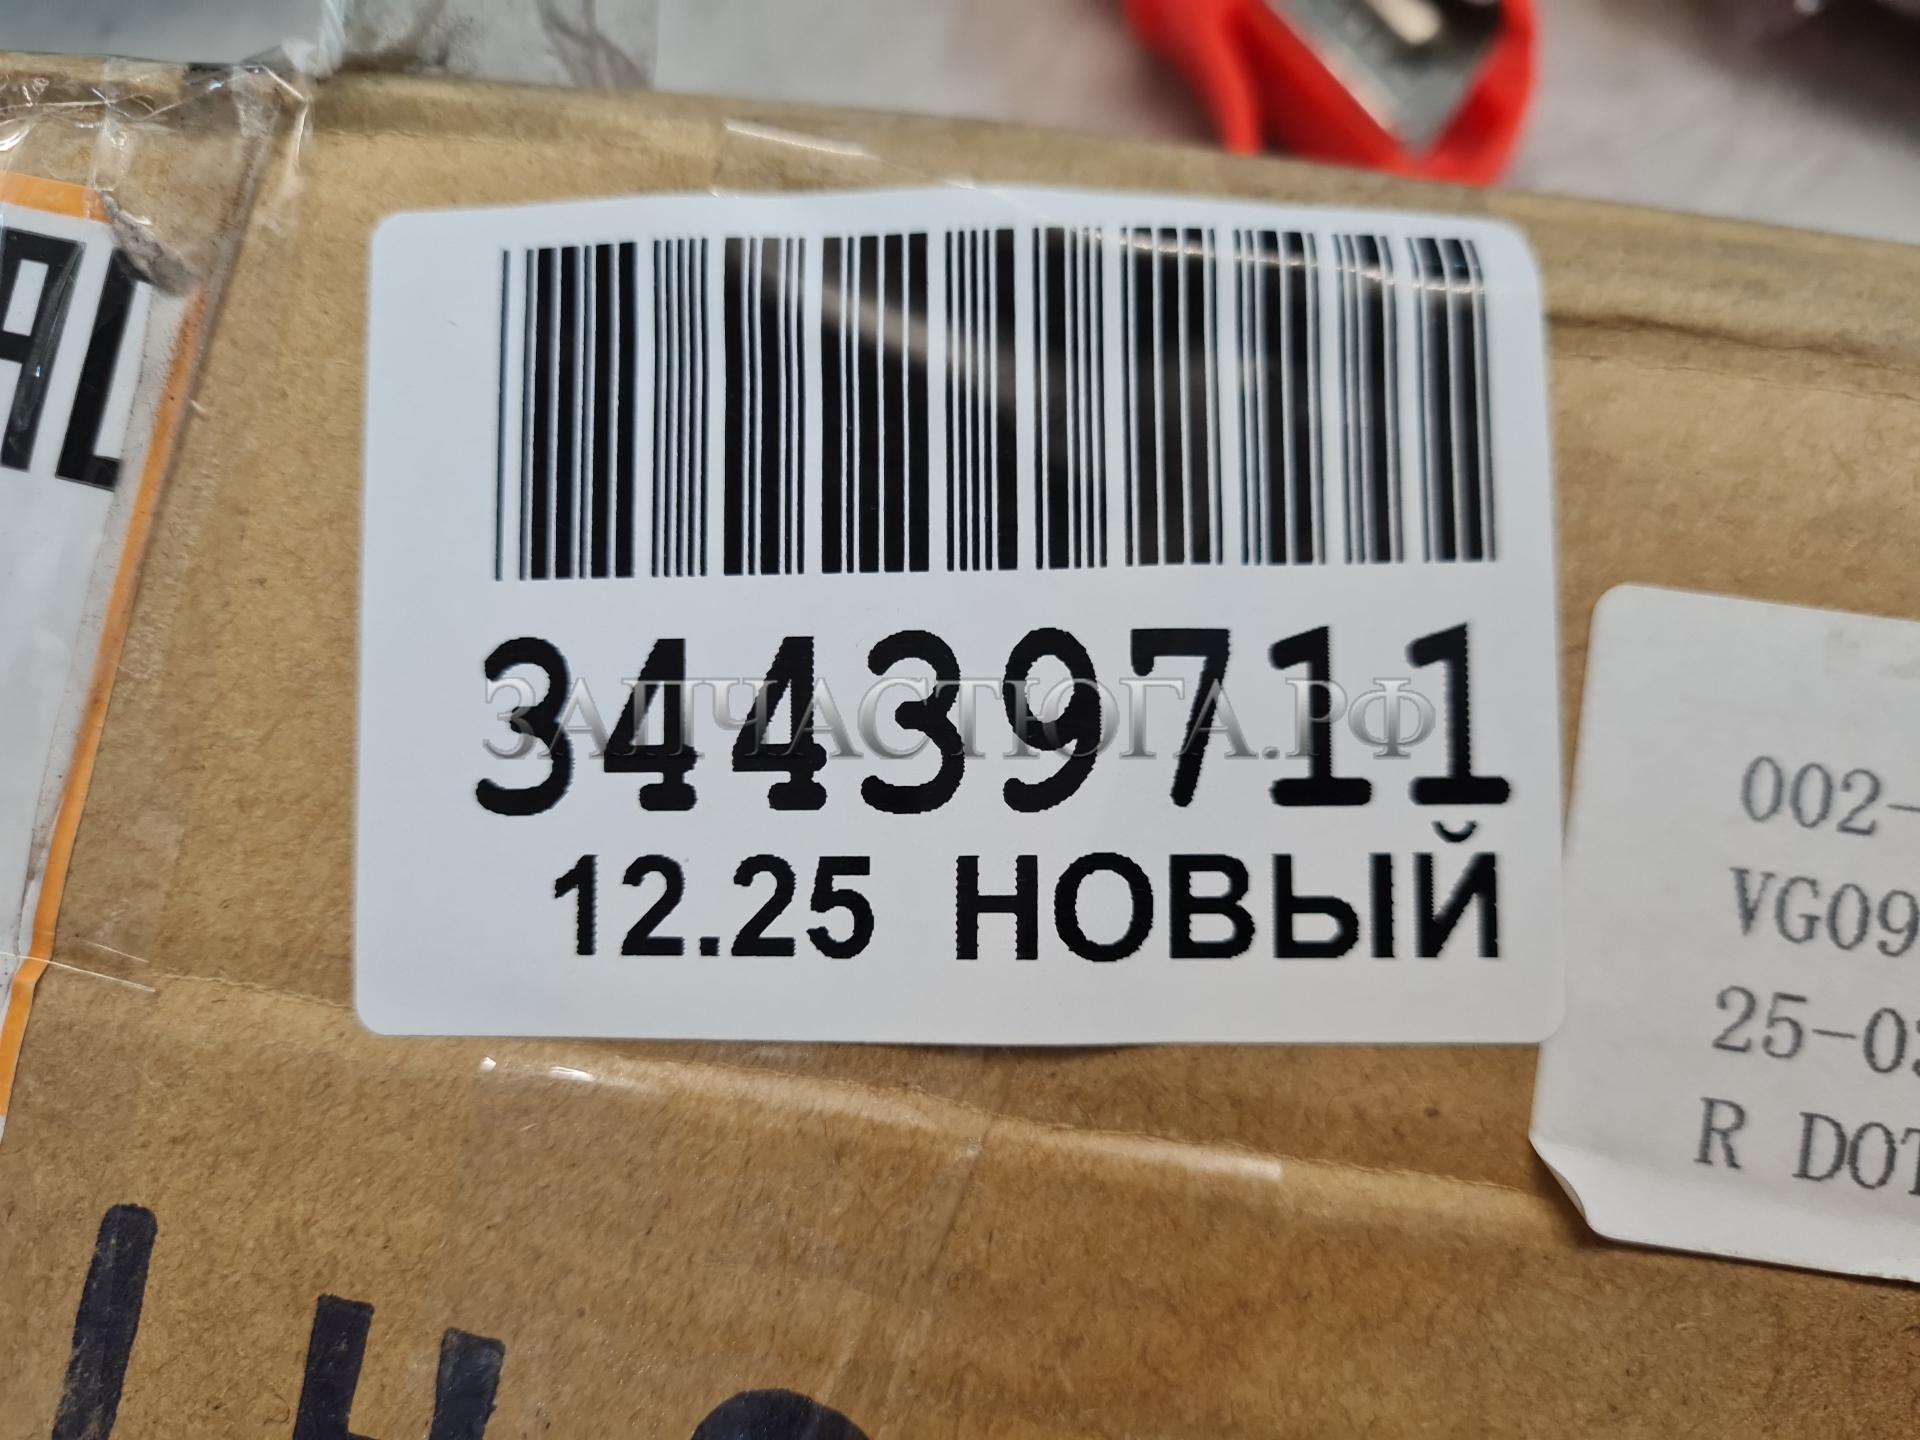 34439711
ЗАПЧАСТЮГА.РФ
12.25 НОВЫЙ
002-
VG09
25-0
R DOT